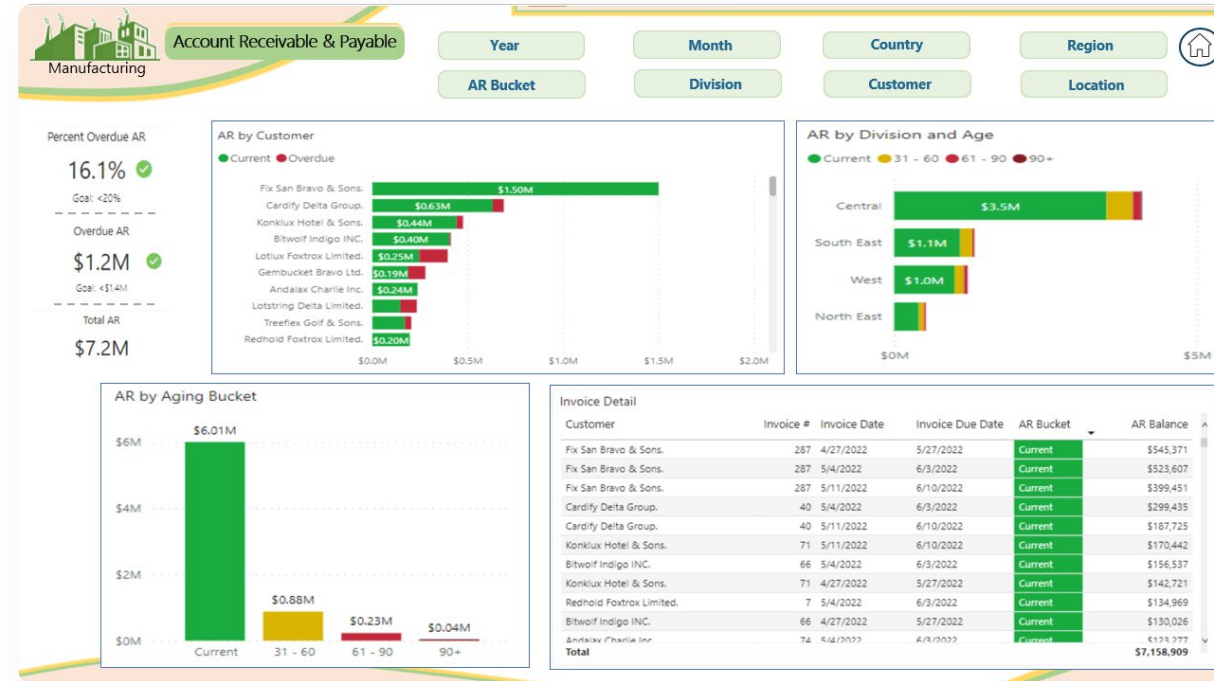 Manufacturing
Account Receivable & Payable
Year
Month
Country
Region
AR Bucket
Division
Customer
Location
Percent Overdue AR
16.1%
Goal: <20%
Overdue AR
$1.2M
Goal: <$1.4M
Total AR
$7.2M
AR by Customer
Current Overdue
Fix San Bravo & Sons. $1.50M
Cardify Delta Group. $0.63M
Konklux Hotel & Sons. $0.44M
Bitwolf Indigo INC. $0.40M
Lotlux Foxtrox Limited. $0.25M
Gembucket Bravo Ltd. $0.19M
Andalax Charlie Inc. $0.24M
Lotstring Delta Limited.
Treeflex Golf & Sons.
Redhold Foxtrox Limited. $0.20M
$0.0M $0.5M $1.0M $1.5M $2.0M
AR by Division and Age
Current 31 - 60 61 - 90 90+
Central $3.5M
South East $1.1M
West $1.0M
North East
$0M $5M
AR by Aging Bucket
$6.01M
$6M
$4M
$2M
$0.88M
$0.23M
$0.04M
$0M
Current 31 - 60 61 - 90 90+
Invoice Detail
Customer Invoice # Invoice Date Invoice Due Date AR Bucket AR Balance
Fix San Bravo & Sons. 287 4/27/2022 5/27/2022 Current $545,371
Fix San Bravo & Sons. 287 5/4/2022 6/3/2022 Current $523,607
Fix San Bravo & Sons. 287 5/11/2022 6/10/2022 Current $399,451
Cardify Delta Group. 40 5/4/2022 6/3/2022 Current $299,435
Cardify Delta Group. 40 5/11/2022 6/10/2022 Current $187,725
Konklux Hotel & Sons. 71 5/11/2022 6/10/2022 Current $170,442
Bitwolf Indigo INC. 66 5/4/2022 6/3/2022 Current $156,537
Konklux Hotel & Sons. 71 4/27/2022 5/27/2022 Current $142,721
Redhold Foxtrox Limited. 7 5/4/2022 6/3/2022 Current $134,969
Bitwolf Indigo INC. 66 4/27/2022 5/27/2022 Current $130,026
Andalax Charlie Inc. 74 5/4/2022 6/3/2022 Current $123,277
Total $7,158,909